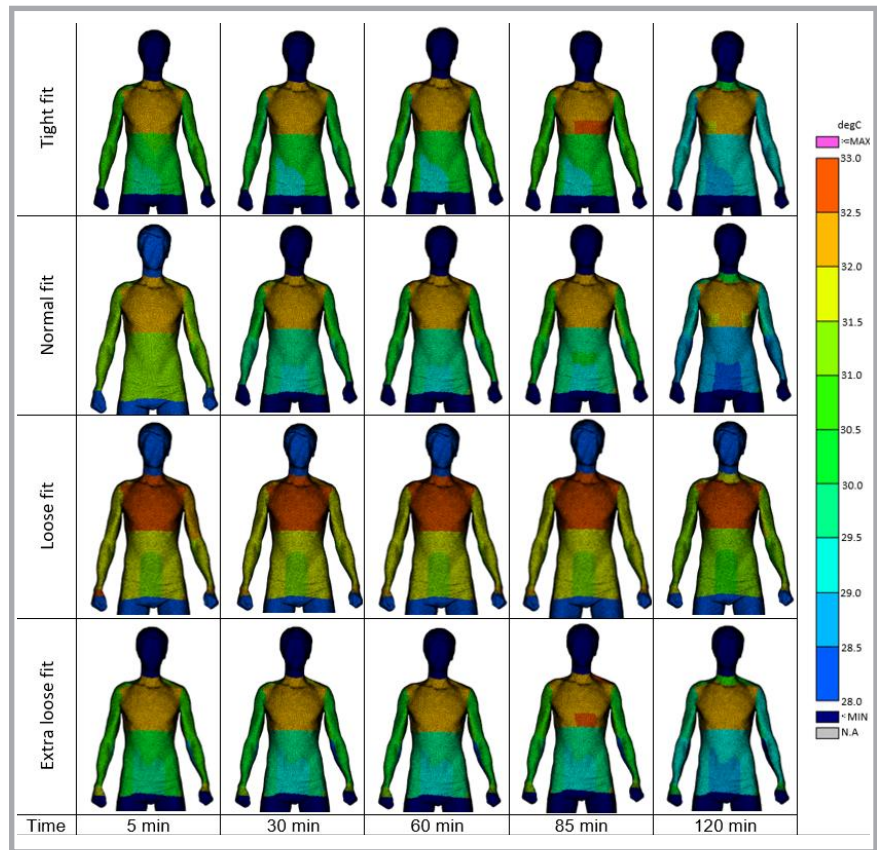 Tight fit
Normal fit
Loose fit
Extra loose fit
Time 5 min 30 min 60 min 85 min 120 min
degC
>=MAX
33.0
32.5
32.0
31.5
31.0
30.5
30.0
29.5
29.0
28.5
28.0
< MIN
N.A